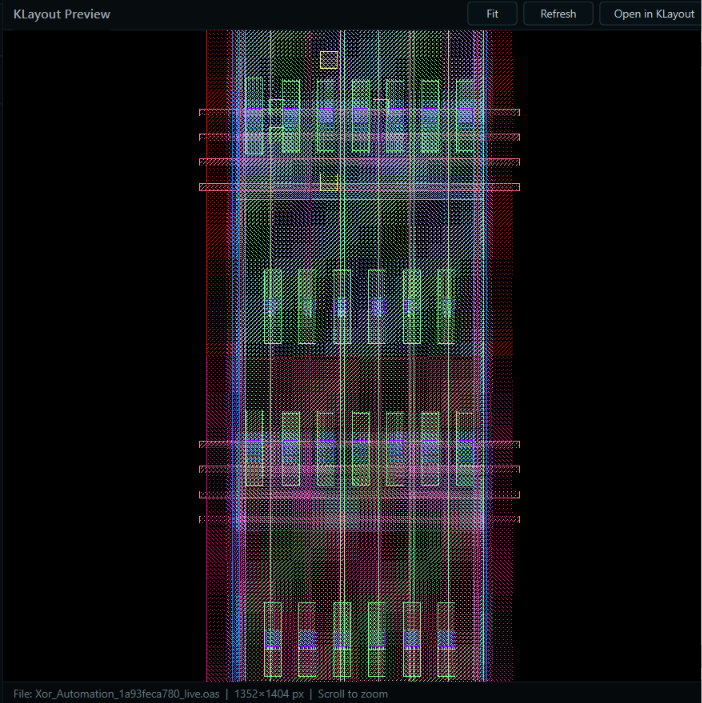 KLayout Preview
Fit
Refresh
Open in KLayout
File: Xor_Automation_1a93feca780_live.oas | 1352×1404 px | Scroll to zoom